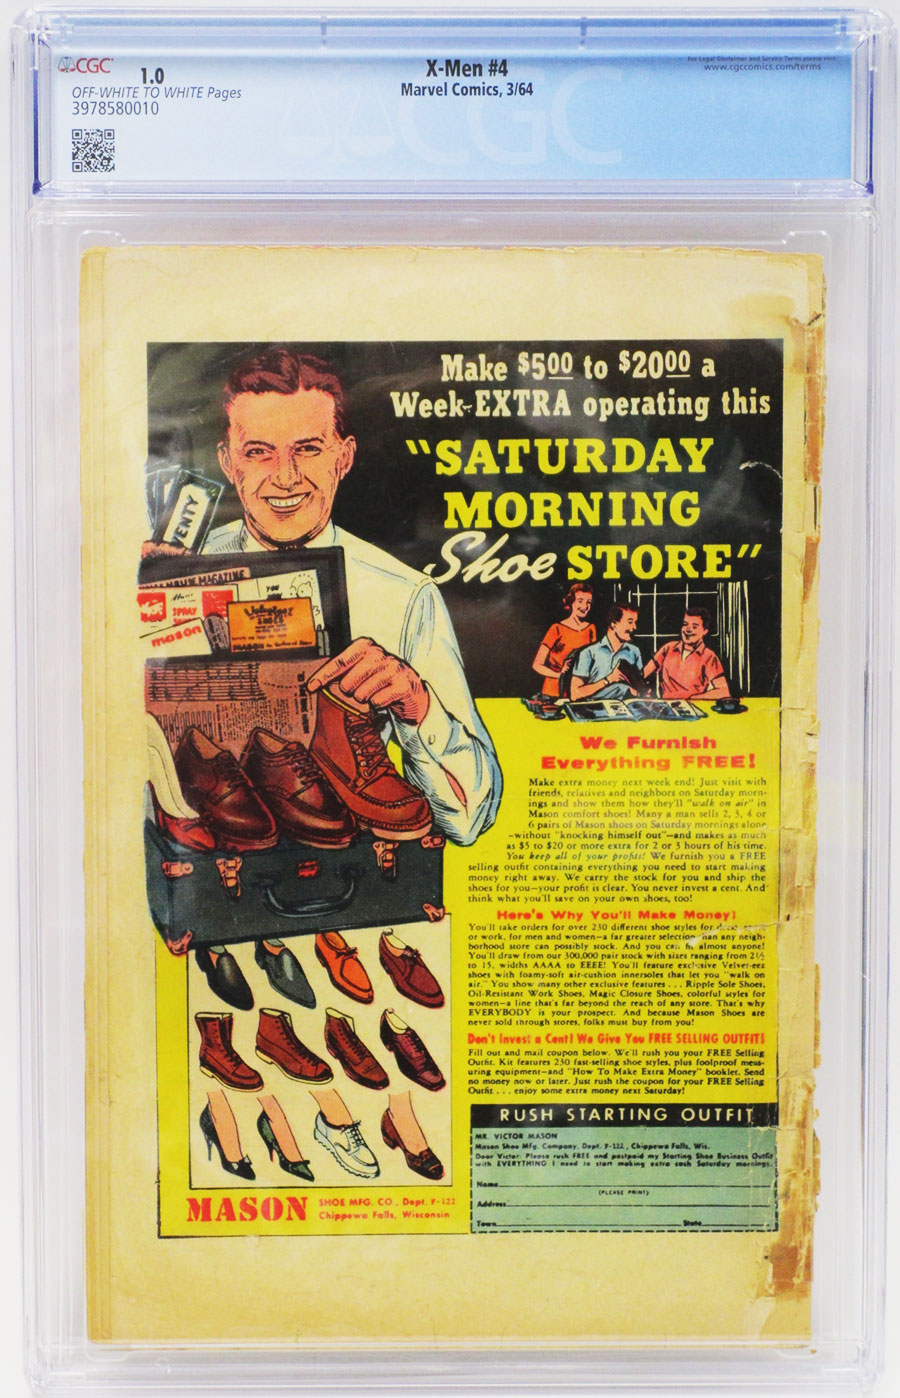 CGC
1.0
OFF-WHITE TO WHITE Pages
3978580010
X-Men #4
Marvel Comics, 3/64
For Legal Disclaimer and Service Terms please visit:
www.cgccomics.com/terms
CGC
Make $5.00 to $20.00 a
Week-EXTRA operating this
"SATURDAY
MORNING
Shoe STORE"
MAGAZINE
mason
We Furnish
Everything FREE!
Make extra money next week end! Just visit with
friends, relatives and neighbors on Saturday morn-
ings and show them how they'll "walk on air" in
Mason comfort shoes! Many a man sells 2, 3, 4 or
6 pairs of Mason shoes on Saturday mornings alone
-without "knocking himself out"—and makes as much
as $5 to $20 or more extra for 2 or 3 hours of his time.
You keep all of your profits! We furnish you a FREE
selling outfit containing everything you need to start making
money right away. We carry the stock for you and ship the
shoes for you—your profit is clear. You never invest a cent. And
think what you'll save on your own shoes, too!
Here's Why You'll Make Money!
You'll take orders for over 230 different shoe styles for
or work, for men and women—a far greater selection than any neigh-
borhood store can possibly stock. And you can fit almost anyone!
You'll draw from our 300,000 pair stock with sizes ranging from 2½
to 15, widths AAAA to EEEE! You'll feature exclusive Velvet-eez
shoes with foamy-soft air-cushion innersoles that let you "walk on
air." You show many other exclusive features . . . Ripple Sole Shoes,
Oil-Resistant Work Shoes, Magic Closure Shoes, colorful styles for
women—a line that's far beyond the reach of any store. That's why
EVERYBODY is your prospect. And because Mason Shoes are
never sold through stores, folks must buy from you!
Don't Invest a Cent! We Give You FREE SELLING OUTFIT!
Fill out and mail coupon below. We'll rush you your FREE Selling
Outfit. Kit features 230 fast-selling shoe styles, plus foolproof meas-
uring equipment—and "How To Make Extra Money" booklet. Send
no money now or later. Just rush the coupon for your FREE Selling
Outfit . . . enjoy some extra money next Saturday!
RUSH STARTING OUTFIT
MR. VICTOR MASON
Mason Shoe Mfg. Company, Dept. F-122, Chippewa Falls, Wis.
Dear Victor: Please rush FREE and postpaid my Starting Shoe Business Outfit
with EVERYTHING I need to start making extra cash Saturday mornings.
Name
(PLEASE PRINT)
Address
Town State
MASON SHOE MFG. CO., Dept. F-122
Chippewa Falls, Wisconsin